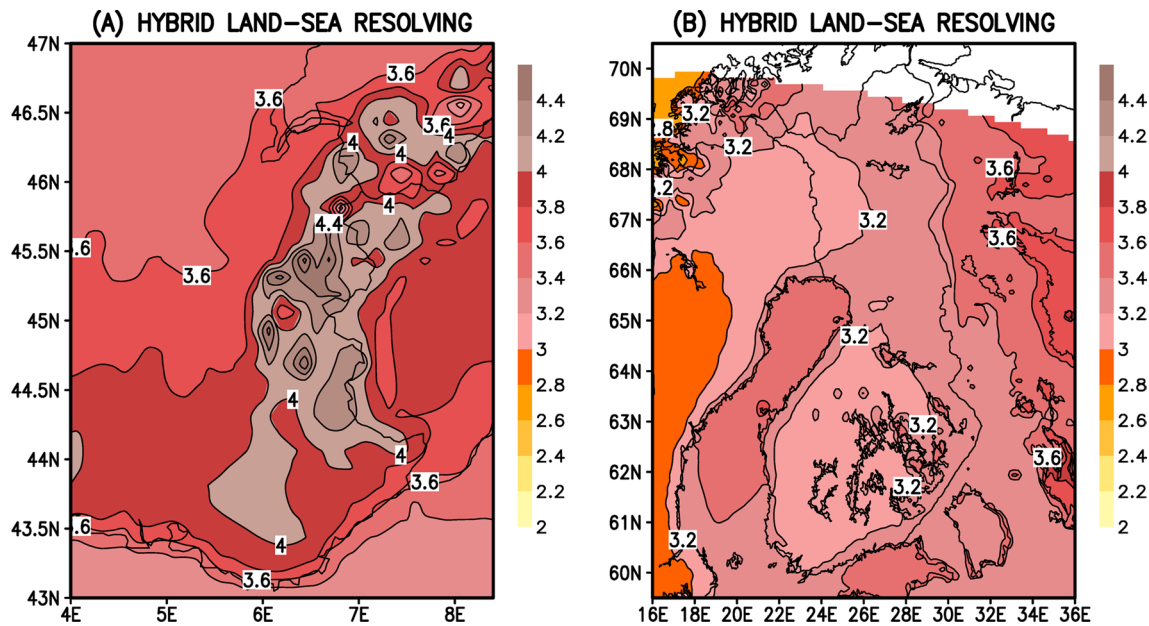 (A) HYBRID LAND-SEA RESOLVING
47N
46.5N
46N
45.5N
45N
44.5N
44N
43.5N
43N
4E 5E 6E 7E 8E
3.6
3.6
3.6
4
4
4
4
4.4
.6
3.6
4
4
3.6
.6
4
3.6
4.4
4.2
4
3.8
3.6
3.4
3.2
3
2.8
2.6
2.4
2.2
2
(B) HYBRID LAND-SEA RESOLVING
70N
69N
68N
67N
66N
65N
64N
63N
62N
61N
60N
16E 18E 20E 22E 24E 26E 28E 30E 32E 34E 36E
3.2
.8
3.2
3.6
.2
3.2
3.6
3.2
3.2
3.6
3.2
3.2
4.4
4.2
4
3.8
3.6
3.4
3.2
3
2.8
2.6
2.4
2.2
2